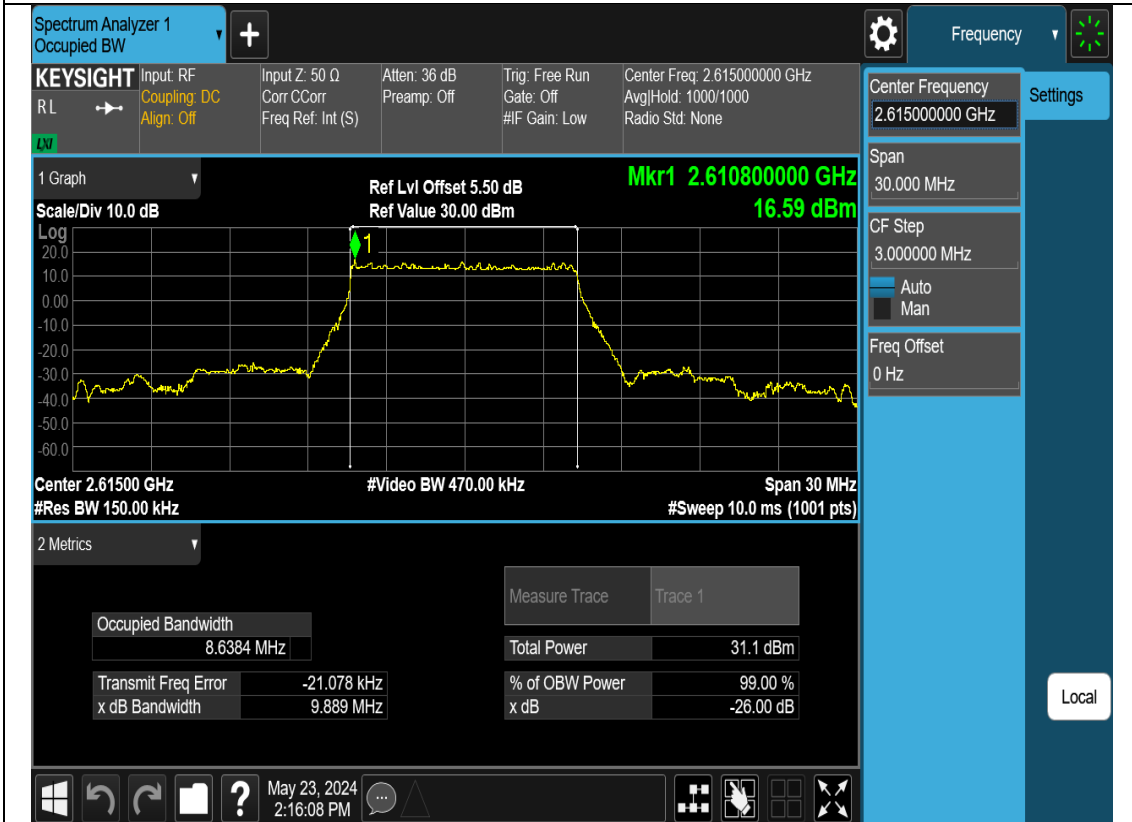 Spectrum Analyzer 1
Occupied BW
+
Frequency
KEYSIGHT
RL
LXI
Input: RF
Coupling: DC
Align: Off
Input Z: 50 Ω
Corr CCorr
Freq Ref: Int (S)
Atten: 36 dB
Preamp: Off
Trig: Free Run
Gate: Off
#IF Gain: Low
Center Freq: 2.615000000 GHz
Avg|Hold: 1000/1000
Radio Std: None
Center Frequency
2.615000000 GHz
Settings
Span
30.000 MHz
CF Step
3.000000 MHz
Auto
Man
Freq Offset
0 Hz
Local
1 Graph
Scale/Div 10.0 dB
Ref Lvl Offset 5.50 dB
Ref Value 30.00 dBm
Mkr1 2.610800000 GHz
16.59 dBm
Log
1
20.0
10.0
0.00
-10.0
-20.0
-30.0
-40.0
-50.0
-60.0
Center 2.61500 GHz
#Video BW 470.00 kHz
Span 30 MHz
#Res BW 150.00 kHz
#Sweep 10.0 ms (1001 pts)
2 Metrics
Measure Trace
Trace 1
Occupied Bandwidth
8.6384 MHz
Total Power
31.1 dBm
Transmit Freq Error
-21.078 kHz
% of OBW Power
99.00 %
x dB Bandwidth
9.889 MHz
x dB
-26.00 dB
?
May 23, 2024
2:16:08 PM